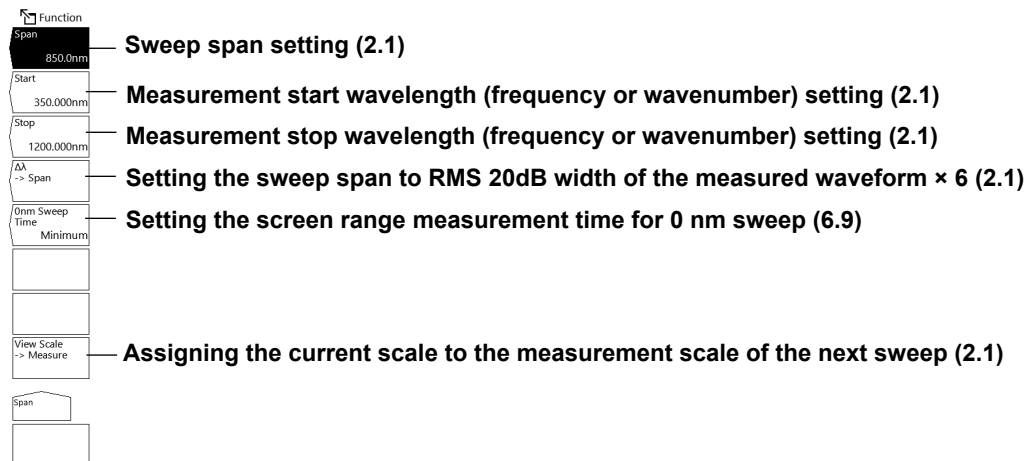 Function
Span
850.0nm
Sweep span setting (2.1)
Start
350.000nm
Measurement start wavelength (frequency or wavenumber) setting (2.1)
Stop
1200.000nm
Measurement stop wavelength (frequency or wavenumber) setting (2.1)
Δλ
-> Span
Setting the sweep span to RMS 20dB width of the measured waveform × 6 (2.1)
0nm Sweep
Time
Minimum
Setting the screen range measurement time for 0 nm sweep (6.9)
View Scale
-> Measure
Assigning the current scale to the measurement scale of the next sweep (2.1)
Span